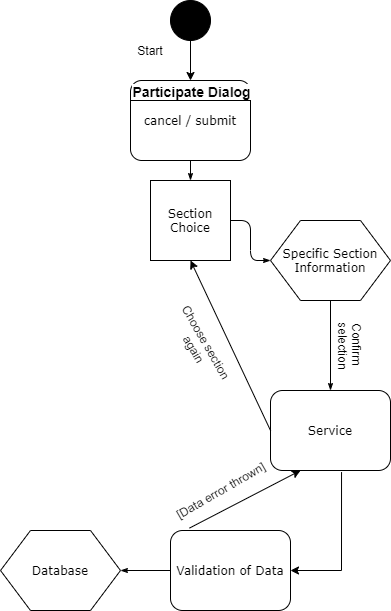 Start
Participate Dialog
cancel / submit
Section
Choice
Specific Section
Information
Choose section
again
Confirm
selection
Service
[Data error thrown]
Database
Validation of Data